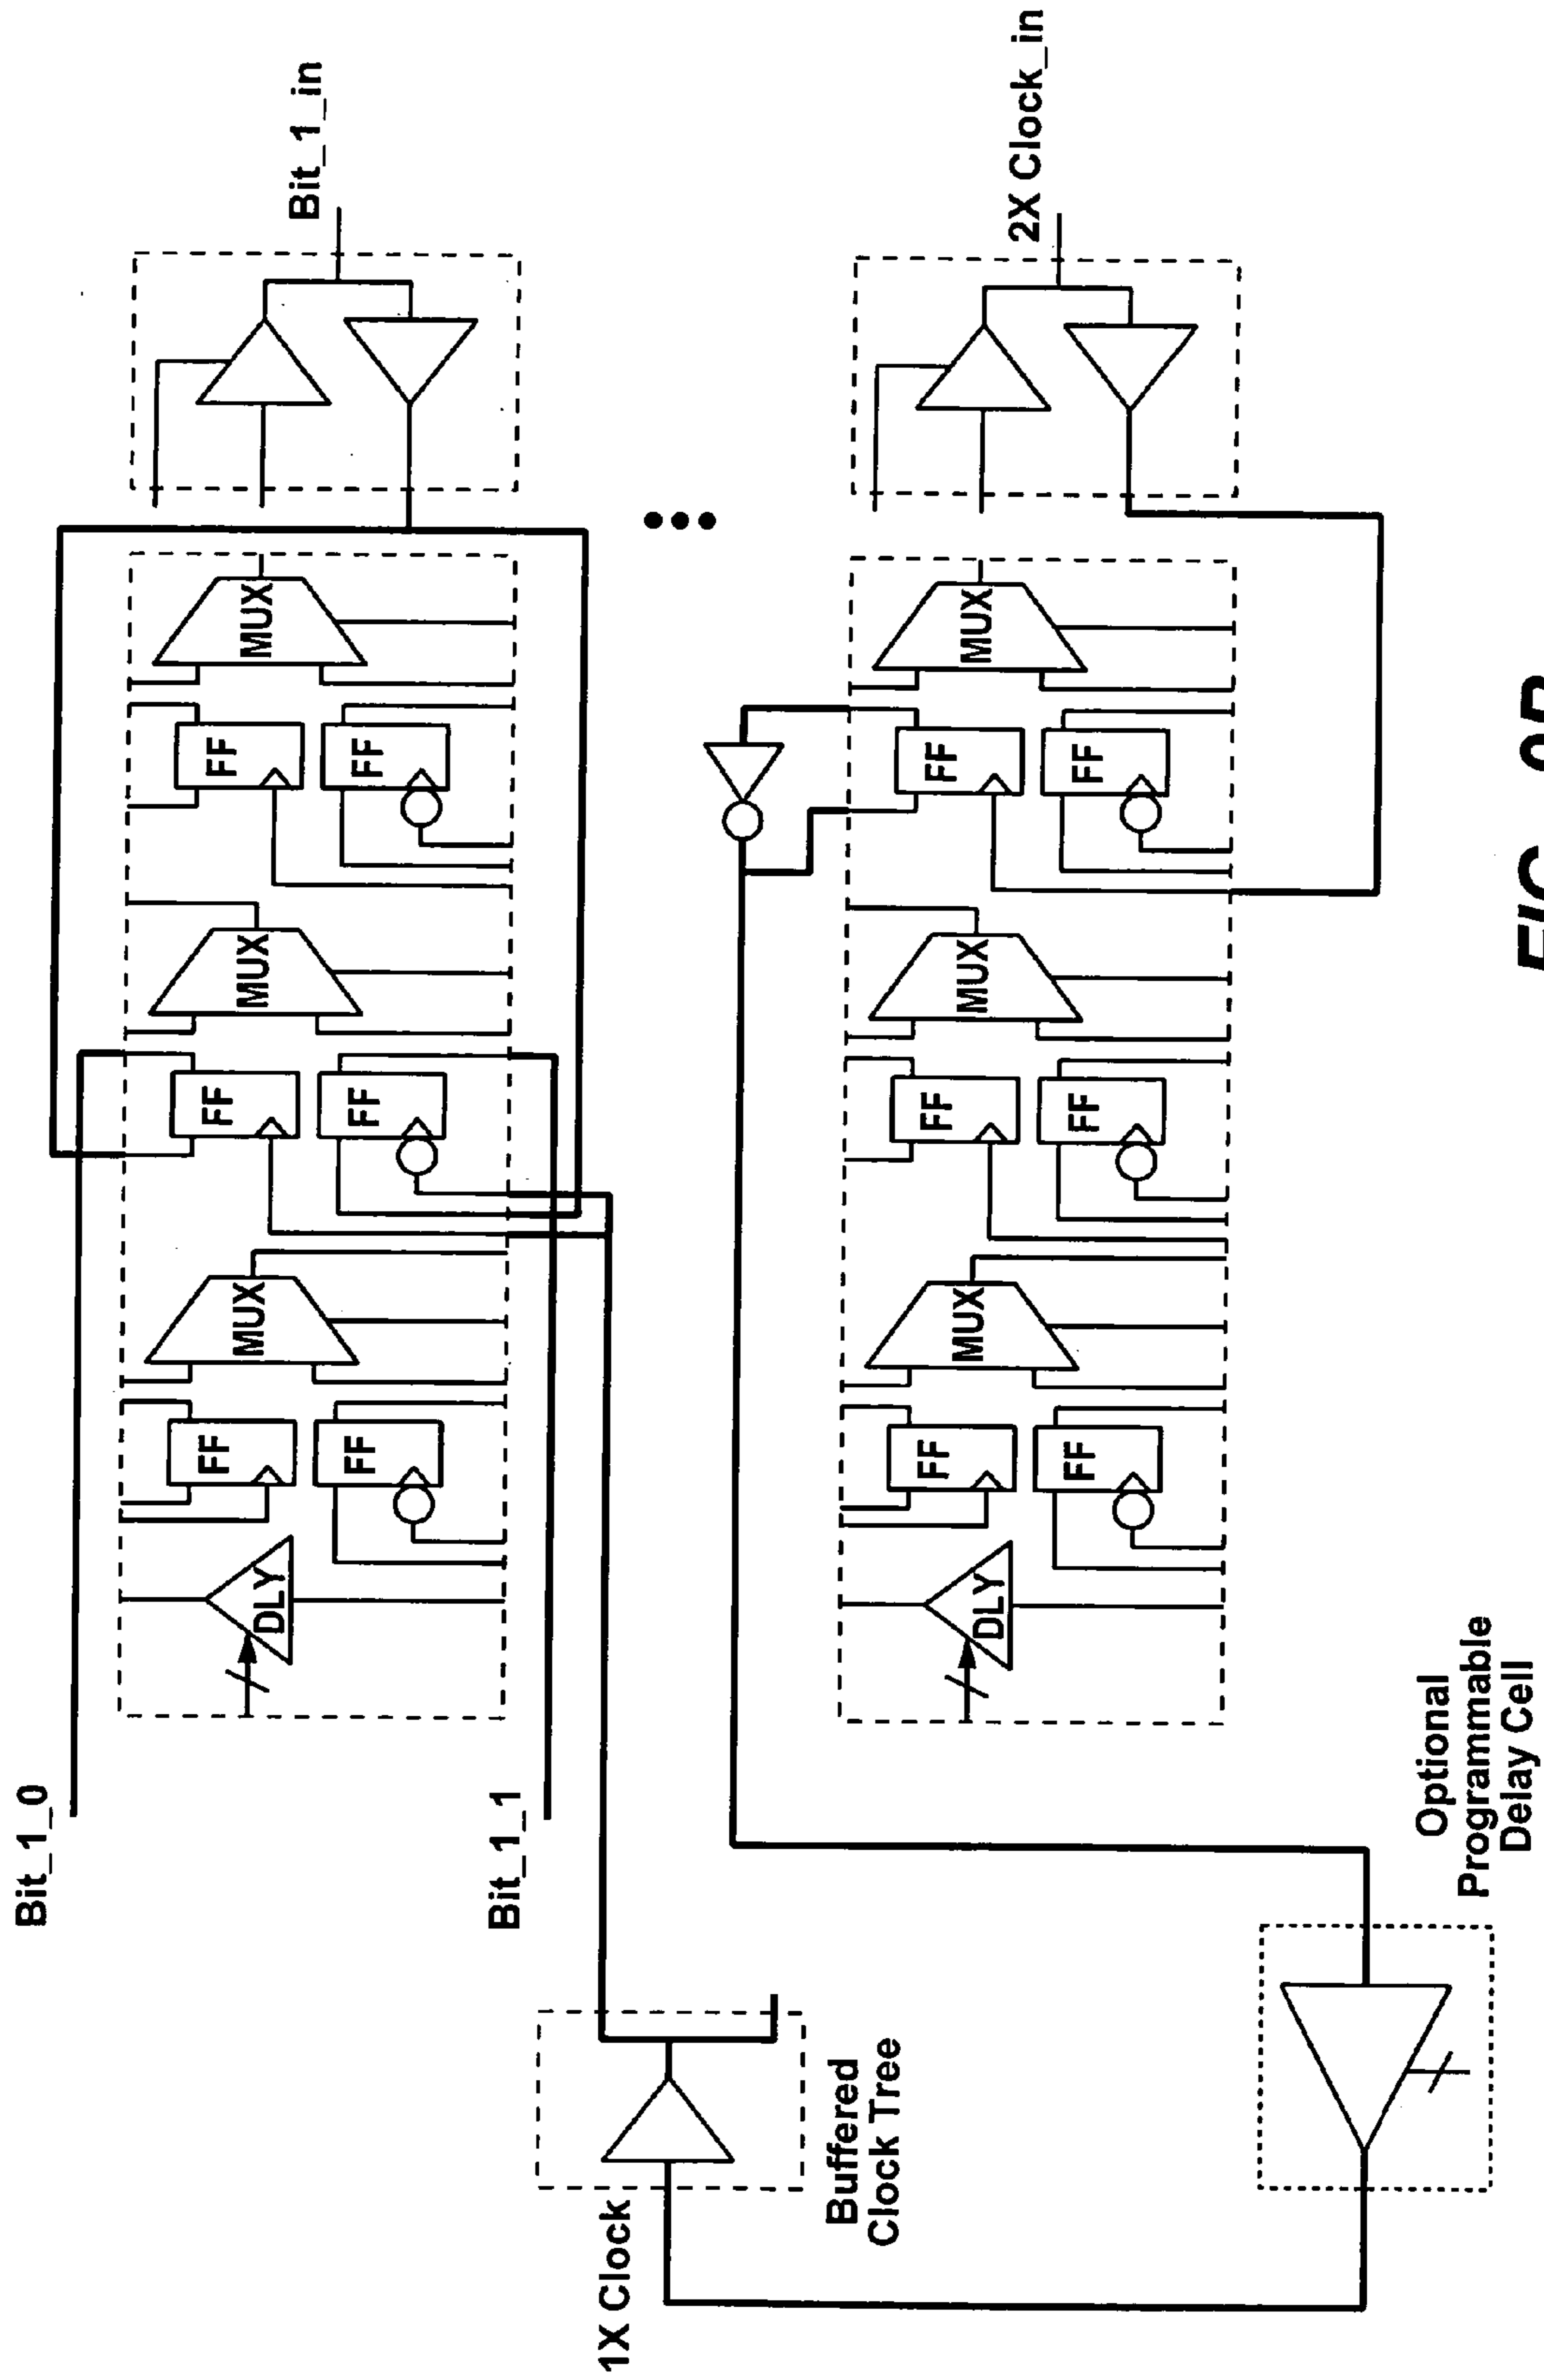 Bit_1_0
Bit_1_in
DLY
FF
FF
MUX
FF
FF
MUX
FF
FF
MUX
Bit_1_1
1X Clock
Buffered
Clock Tree
2X Clock_in
DLY
FF
FF
MUX
FF
FF
MUX
FF
FF
MUX
Optional
Programmable
Delay Cell
FIG.